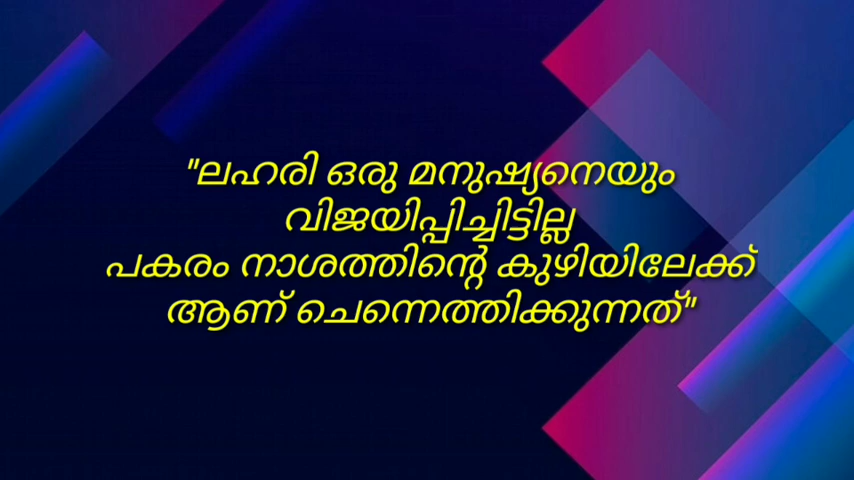 "ലഹരി ഒരു മനുഷ്യനെയും
വിജയിപ്പിച്ചിട്ടില്ല
പകരം നാശത്തിന്റെ കുഴിയിലേക്ക്
ആണ് ചെന്നെത്തിക്കുന്നത്"